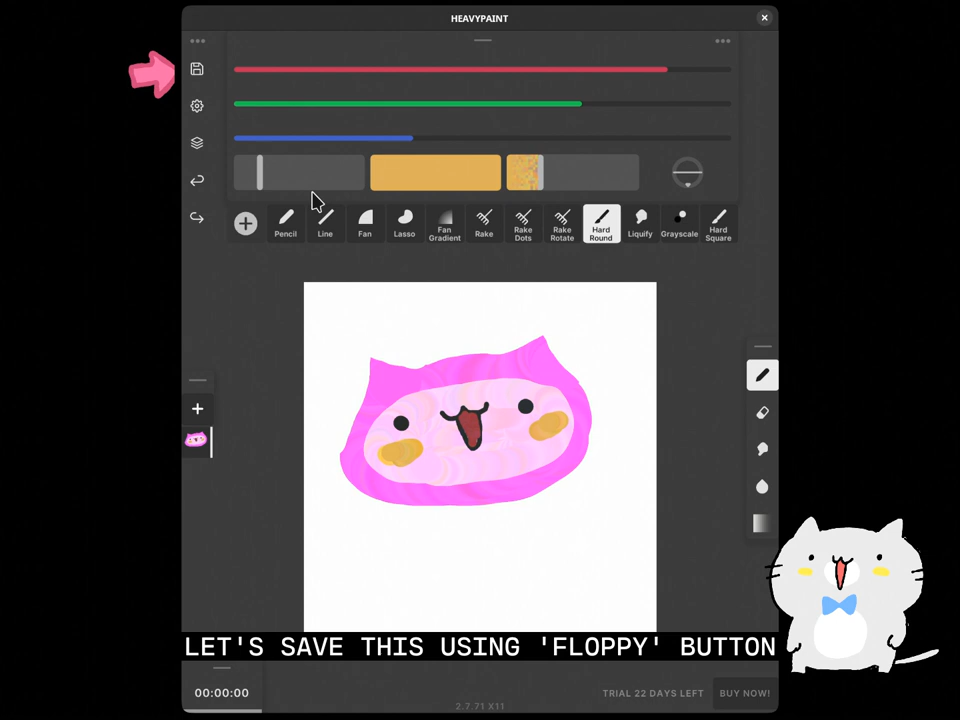 HEAVYPAINT
Pencil
Line
Fan
Lasso
Fan
Gradient
Rake
Rake
Dots
Rake
Rotate
Hard
Round
Liquify
Grayscale
Hard
Square
LET'S SAVE THIS USING 'FLOPPY' BUTTON
00:00:00
TRIAL 22 DAYS LEFT
BUY NOW!
2.7.71 X11